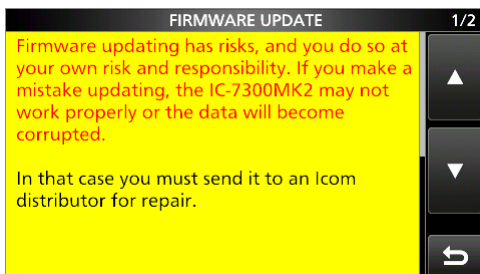 FIRMWARE UPDATE 1/2
Firmware updating has risks, and you do so at
your own risk and responsibility. If you make a
mistake updating, the IC-7300MK2 may not
work properly or the data will become
corrupted.
In that case you must send it to an Icom
distributor for repair.